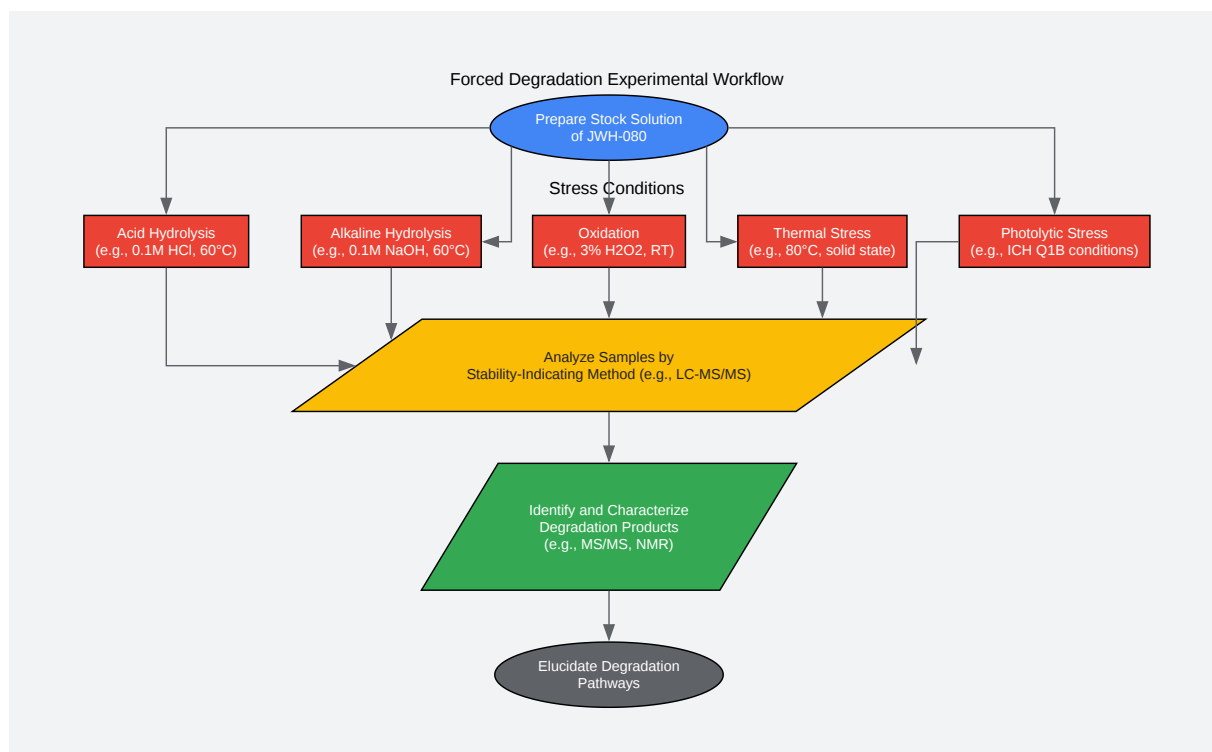 Forced Degradation Experimental Workflow
Prepare Stock Solution
of JWH-080
Stress Conditions
Acid Hydrolysis
(e.g., 0.1M HCl, 60°C)
Alkaline Hydrolysis
(e.g., 0.1M NaOH, 60°C)
Oxidation
(e.g., 3% H2O2, RT)
Thermal Stress
(e.g., 80°C, solid state)
Photolytic Stress
(e.g., ICH Q1B conditions)
Analyze Samples by
Stability-Indicating Method (e.g., LC-MS/MS)
Identify and Characterize
Degradation Products
(e.g., MS/MS, NMR)
Elucidate Degradation
Pathways